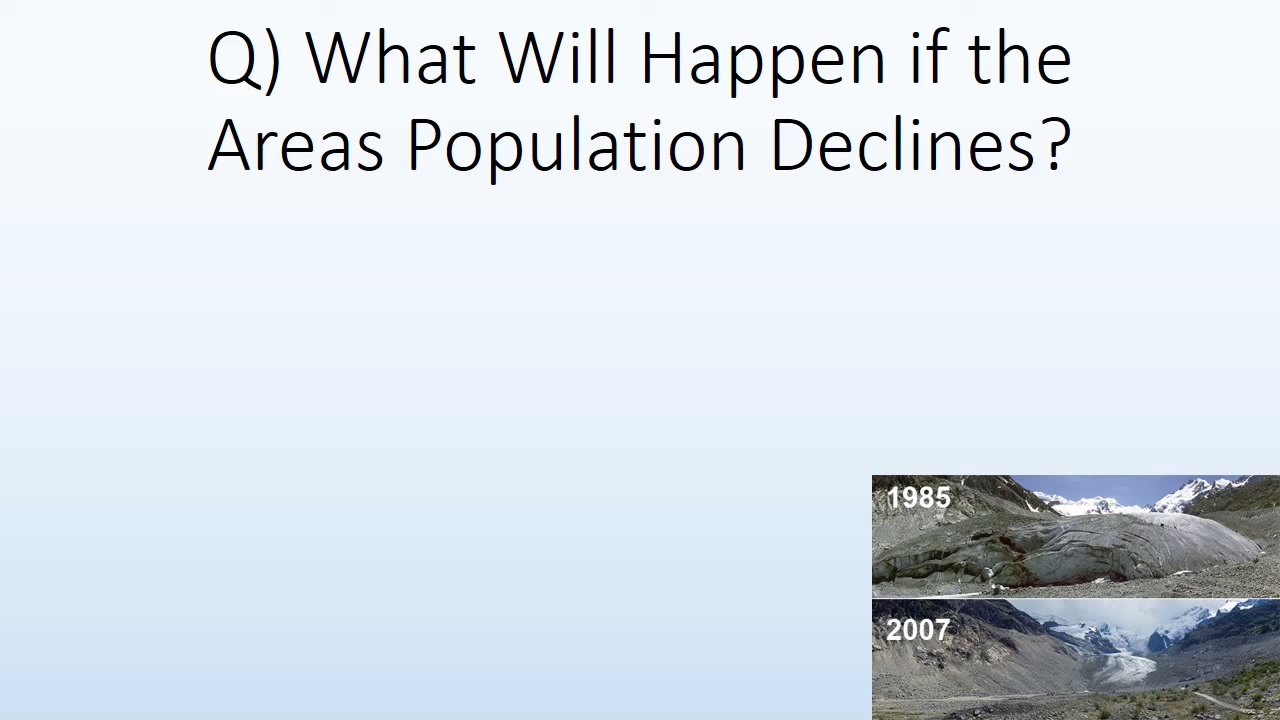 Q) What Will Happen if the
Areas Population Declines?
1985
2007